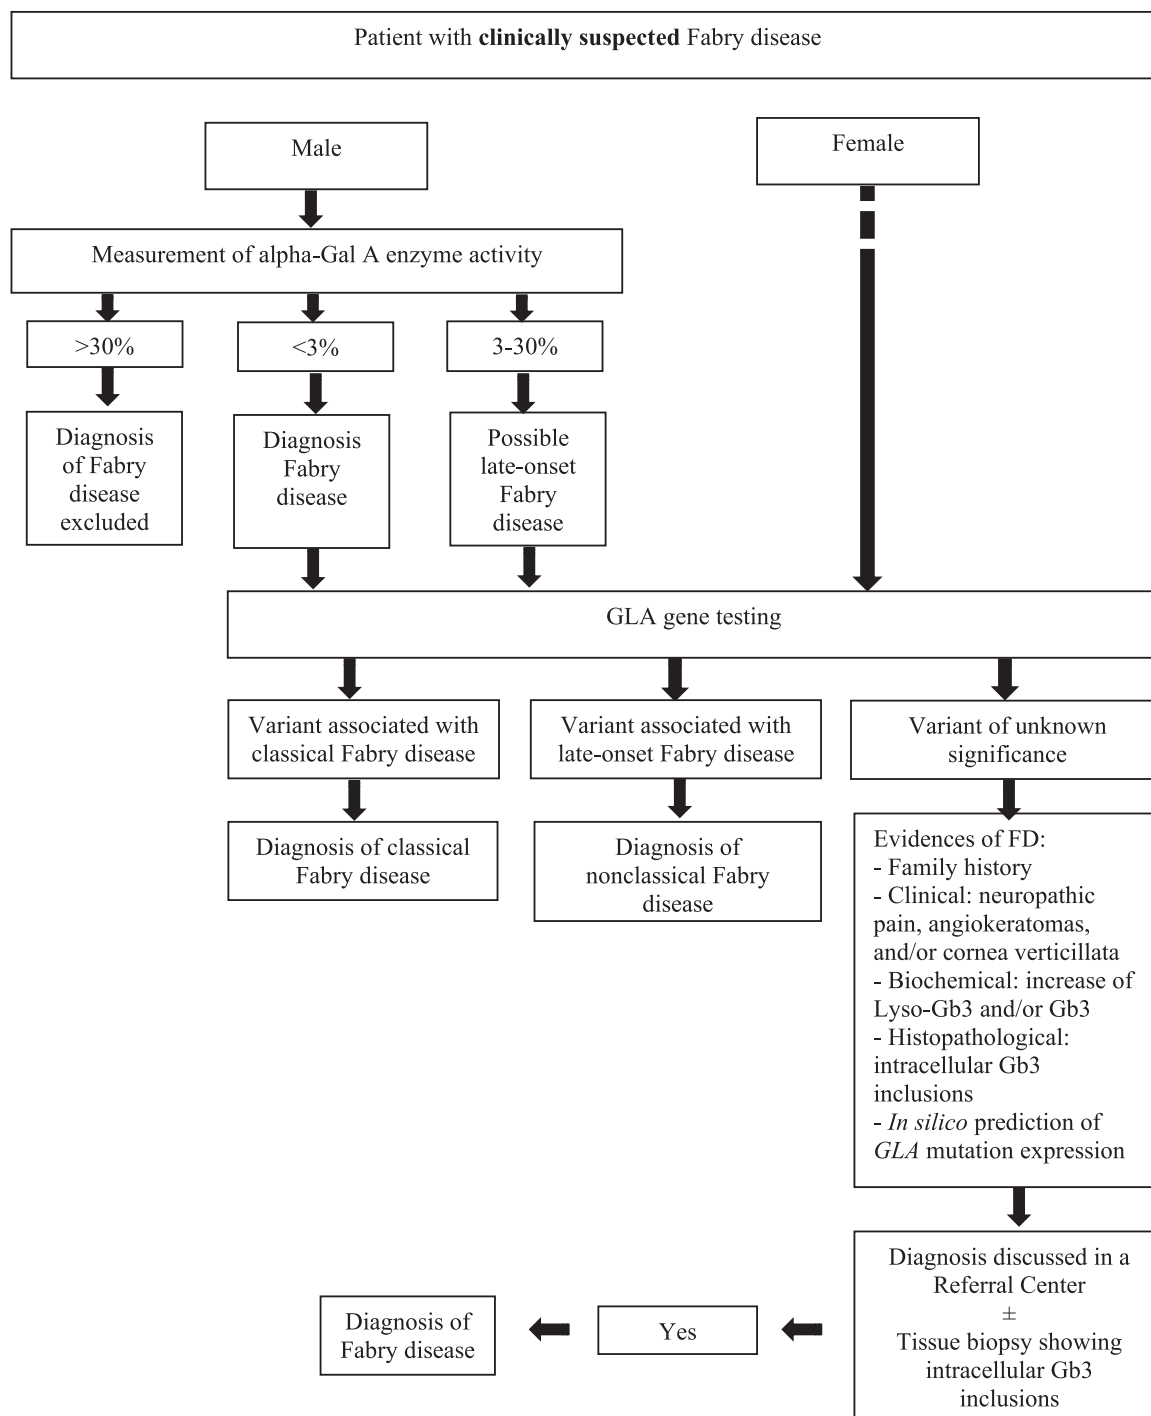 Patient with clinically suspected Fabry disease
Male
Female
Measurement of alpha-Gal A enzyme activity
>30%
<3%
3-30%
Diagnosis
of Fabry
disease
excluded
Diagnosis
Fabry
disease
Possible
late-onset
Fabry
disease
GLA gene testing
Variant associated with
classical Fabry disease
Variant associated with
late-onset Fabry disease
Variant of unknown
significance
Diagnosis of classical
Fabry disease
Diagnosis of
nonclassical Fabry
disease
Evidences of FD:
- Family history
- Clinical: neuropathic
pain, angiokeratomas,
and/or cornea verticillata
- Biochemical: increase of
Lyso-Gb3 and/or Gb3
- Histopathological:
intracellular Gb3
inclusions
- In silico prediction of
GLA mutation expression
Diagnosis discussed in a
Referral Center
±
Tissue biopsy showing
intracellular Gb3
inclusions
Yes
Diagnosis of
Fabry disease